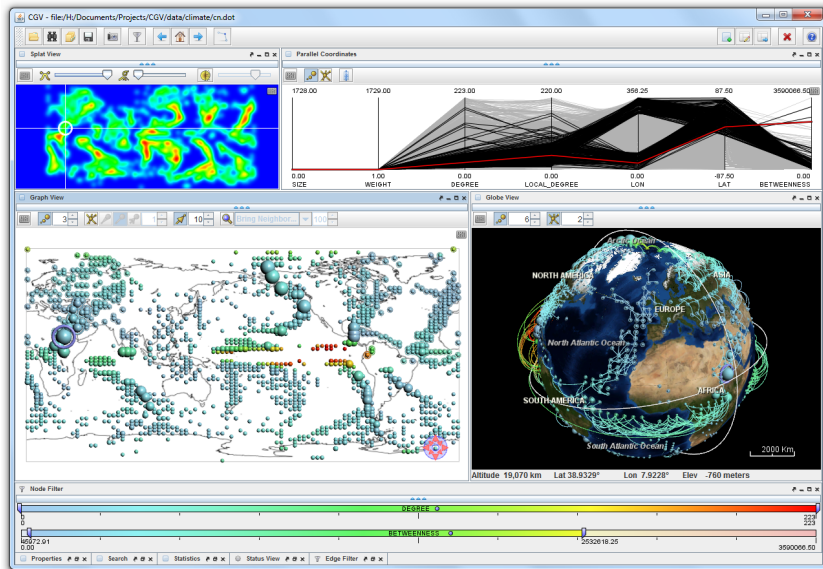 CGV - file:/H:/Documents/Projects/CGV/data/climate/cn.dot
Splat View
Parallel Coordinates
1728.00 1729.00 223.00 220.00 358.25 87.50 3590066.50
0.00 1.00 0.00 0.00 0.00 -87.50 0.00
SIZE WEIGHT DEGREE LOCAL_DEGREE LON LAT BETWEENNESS
Graph View
3 1 10 Bring Neighbor... 100
Globe View
6 2
Arctic Ocean
NORTH AMERICA
ASIA
EUROPE
North Atlantic Ocean
AFRICA
SOUTH AMERICA
South Atlantic Ocean
2000 Km
Altitude 19,070 km Lat 38.9329° Lon 7.9228° Elev -760 meters
Node Filter
DEGREE
0 223
0 223
BETWEENNESS
45972.91 2532618.25
0.00 3590066.50
Properties Search Statistics Status View Edge Filter